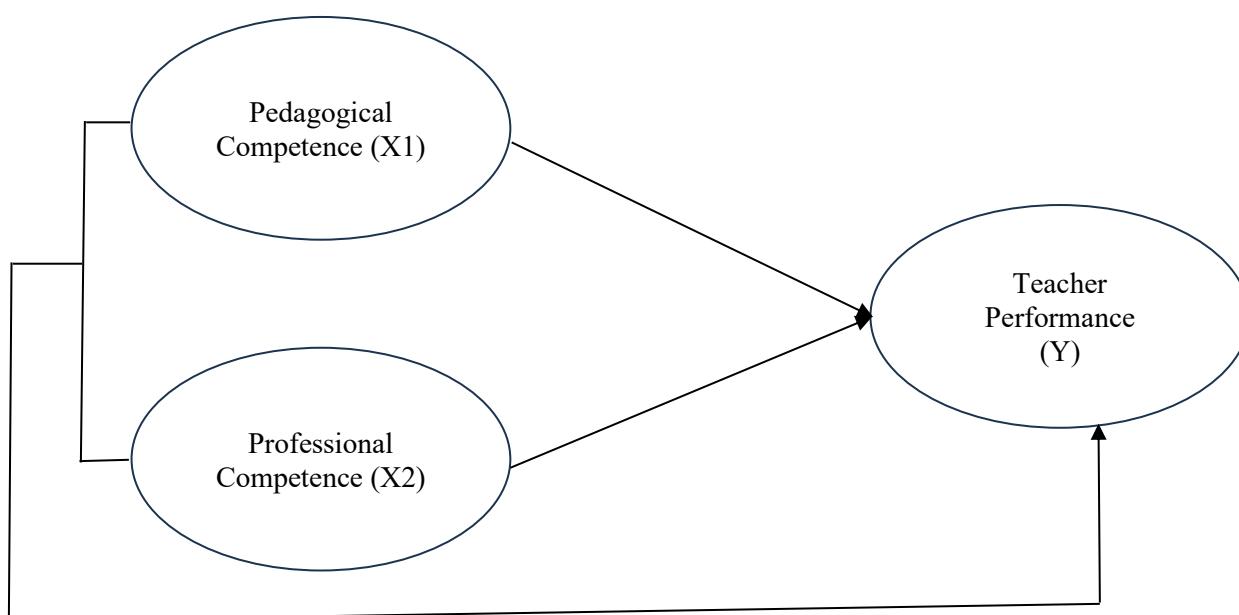 Pedagogical
Competence (X1)
Teacher
Performance
(Y)
Professional
Competence (X2)